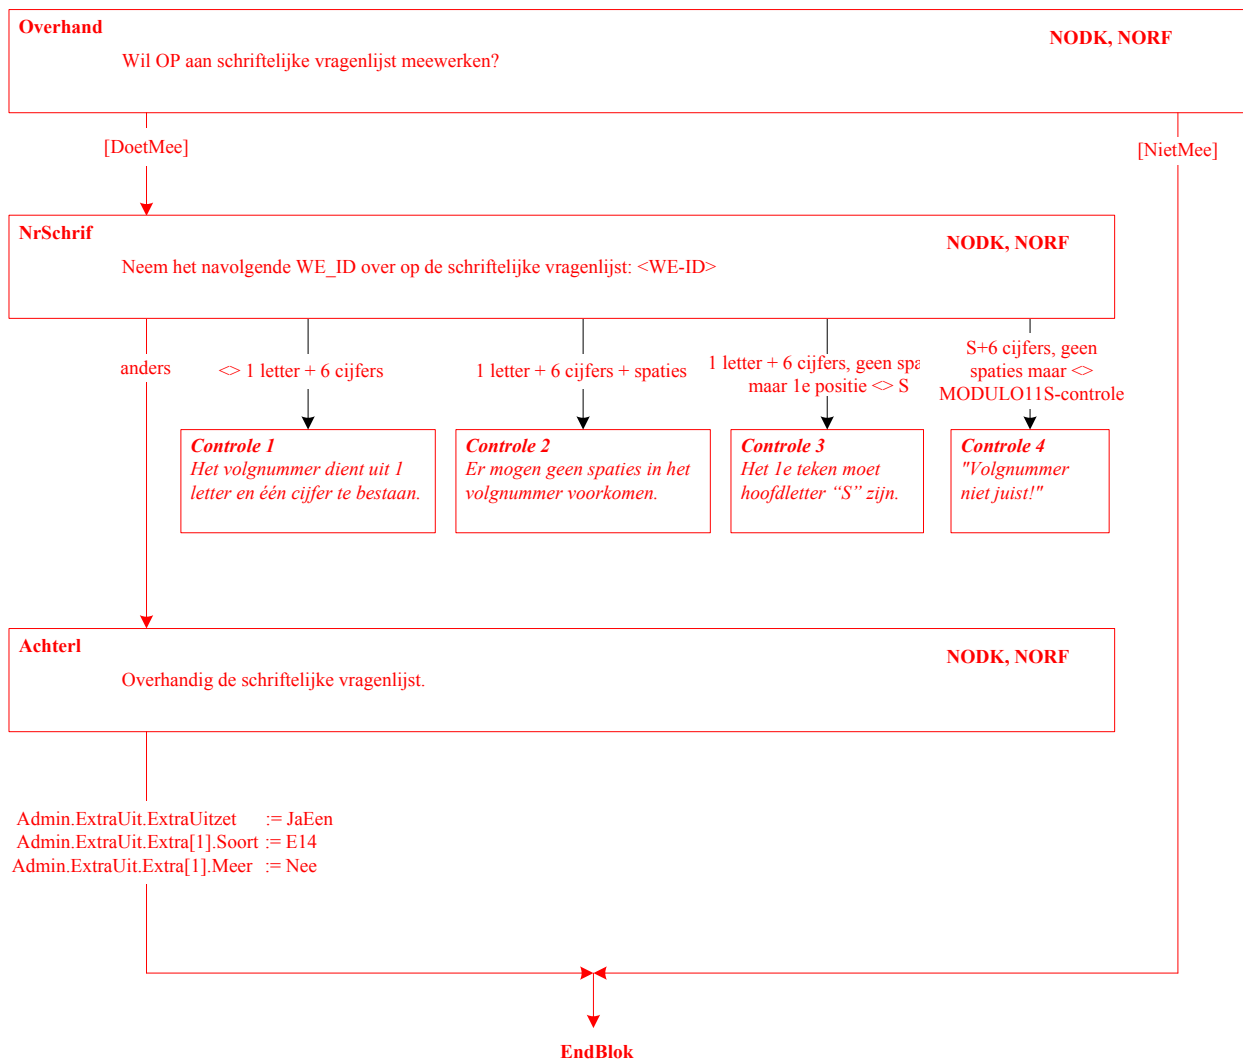 Overhand
NODK, NORF
Wil OP aan schriftelijke vragenlijst meewerken?
[DoetMee]
[NietMee]
NrSchrif
NODK, NORF
Neem het navolgende WE_ID over op de schriftelijke vragenlijst: <WE-ID>
anders
<> 1 letter + 6 cijfers
1 letter + 6 cijfers + spaties
1 letter + 6 cijfers, geen spa
maar 1e positie <> S
S+6 cijfers, geen
spaties maar <>
MODULO11S-controle
Controle 1
Het volgnummer dient uit 1
letter en één cijfer te bestaan.
Controle 2
Er mogen geen spaties in het
volgnummer voorkomen.
Controle 3
Het 1e teken moet
hoofdletter “S” zijn.
Controle 4
"Volgnummer
niet juist!"
Achterl
NODK, NORF
Overhandig de schriftelijke vragenlijst.
Admin.ExtraUit.ExtraUitzet := JaEen
Admin.ExtraUit.Extra[1].Soort := E14
Admin.ExtraUit.Extra[1].Meer := Nee
EndBlok